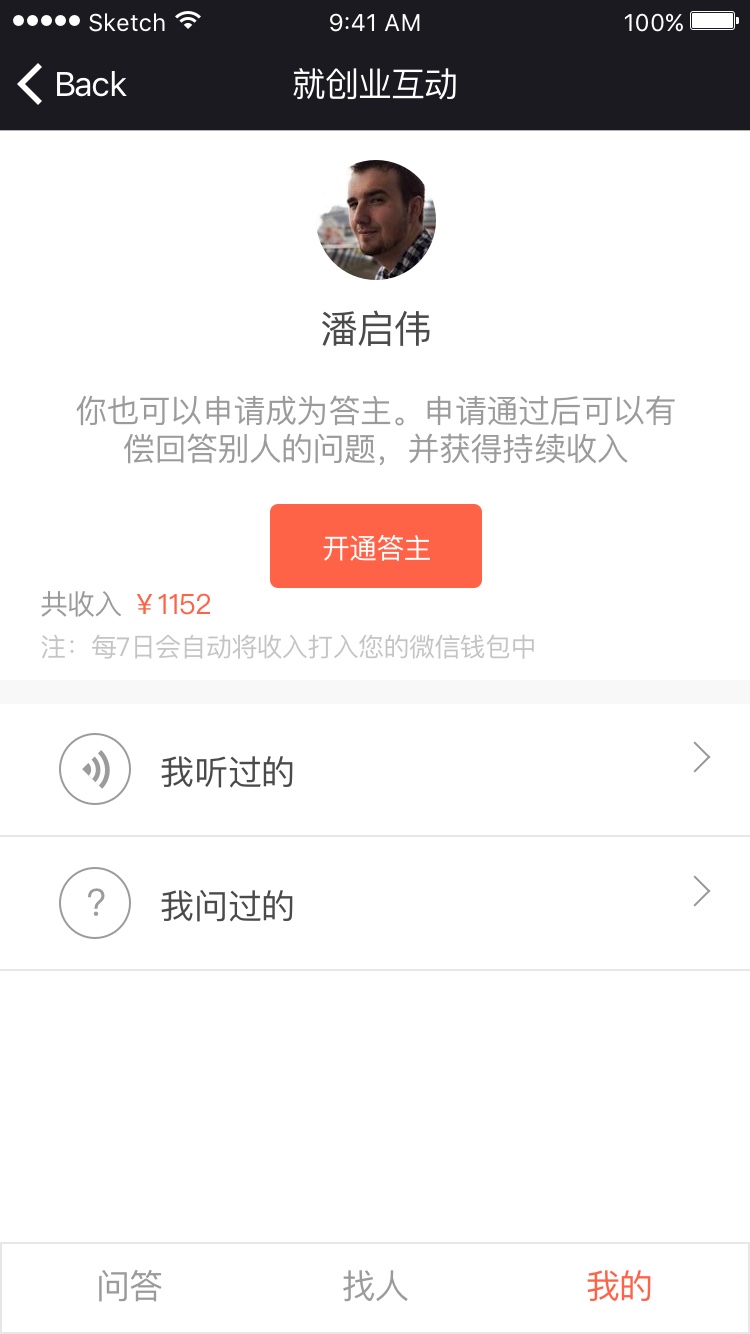 Sketch 9:41 AM 100%
Back 就创业互动
潘启伟
你也可以申请成为答主。申请通过后可以有
偿回答别人的问题，并获得持续收入
开通答主
共收入 ¥1152
注：每7日会自动将收入打入您的微信钱包中
我听过的
? 我问过的
问答 找人 我的